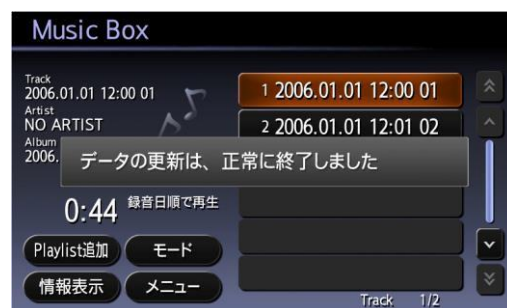 Music Box
Track
2006.01.01 12:00 01
Artist
NO ARTIST
Album
2006.
1 2006.01.01 12:00 01
2 2006.01.01 12:01 02
データの更新は、正常に終了しました
0:44 録音日順で再生
Playlist追加 モード
情報表示 メニュー
Track 1/2